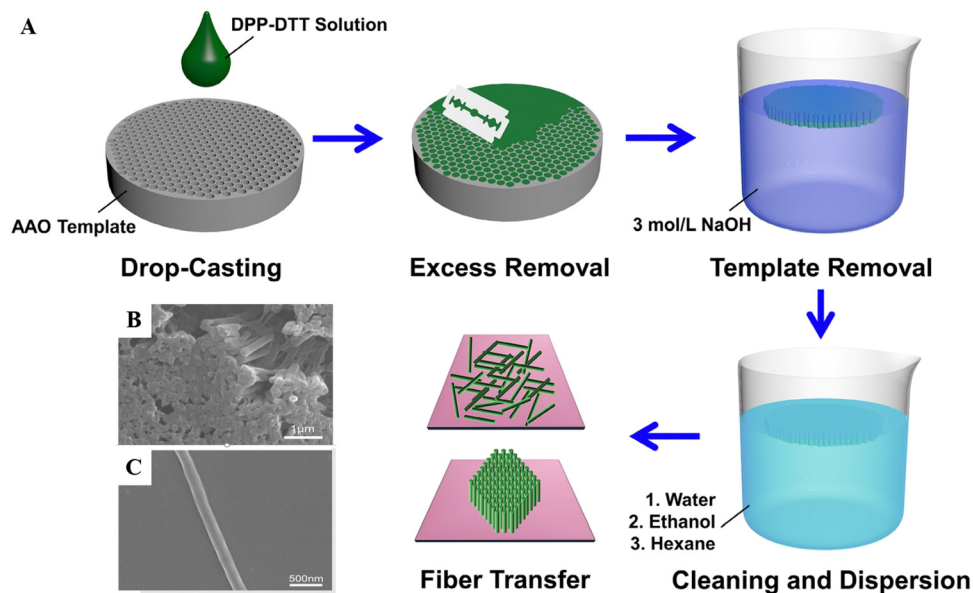 A
DPP-DTT Solution
AAO Template
3 mol/L NaOH
Drop-Casting
Excess Removal
Template Removal
B
1μm
C
500nm
1. Water
2. Ethanol
3. Hexane
Fiber Transfer
Cleaning and Dispersion